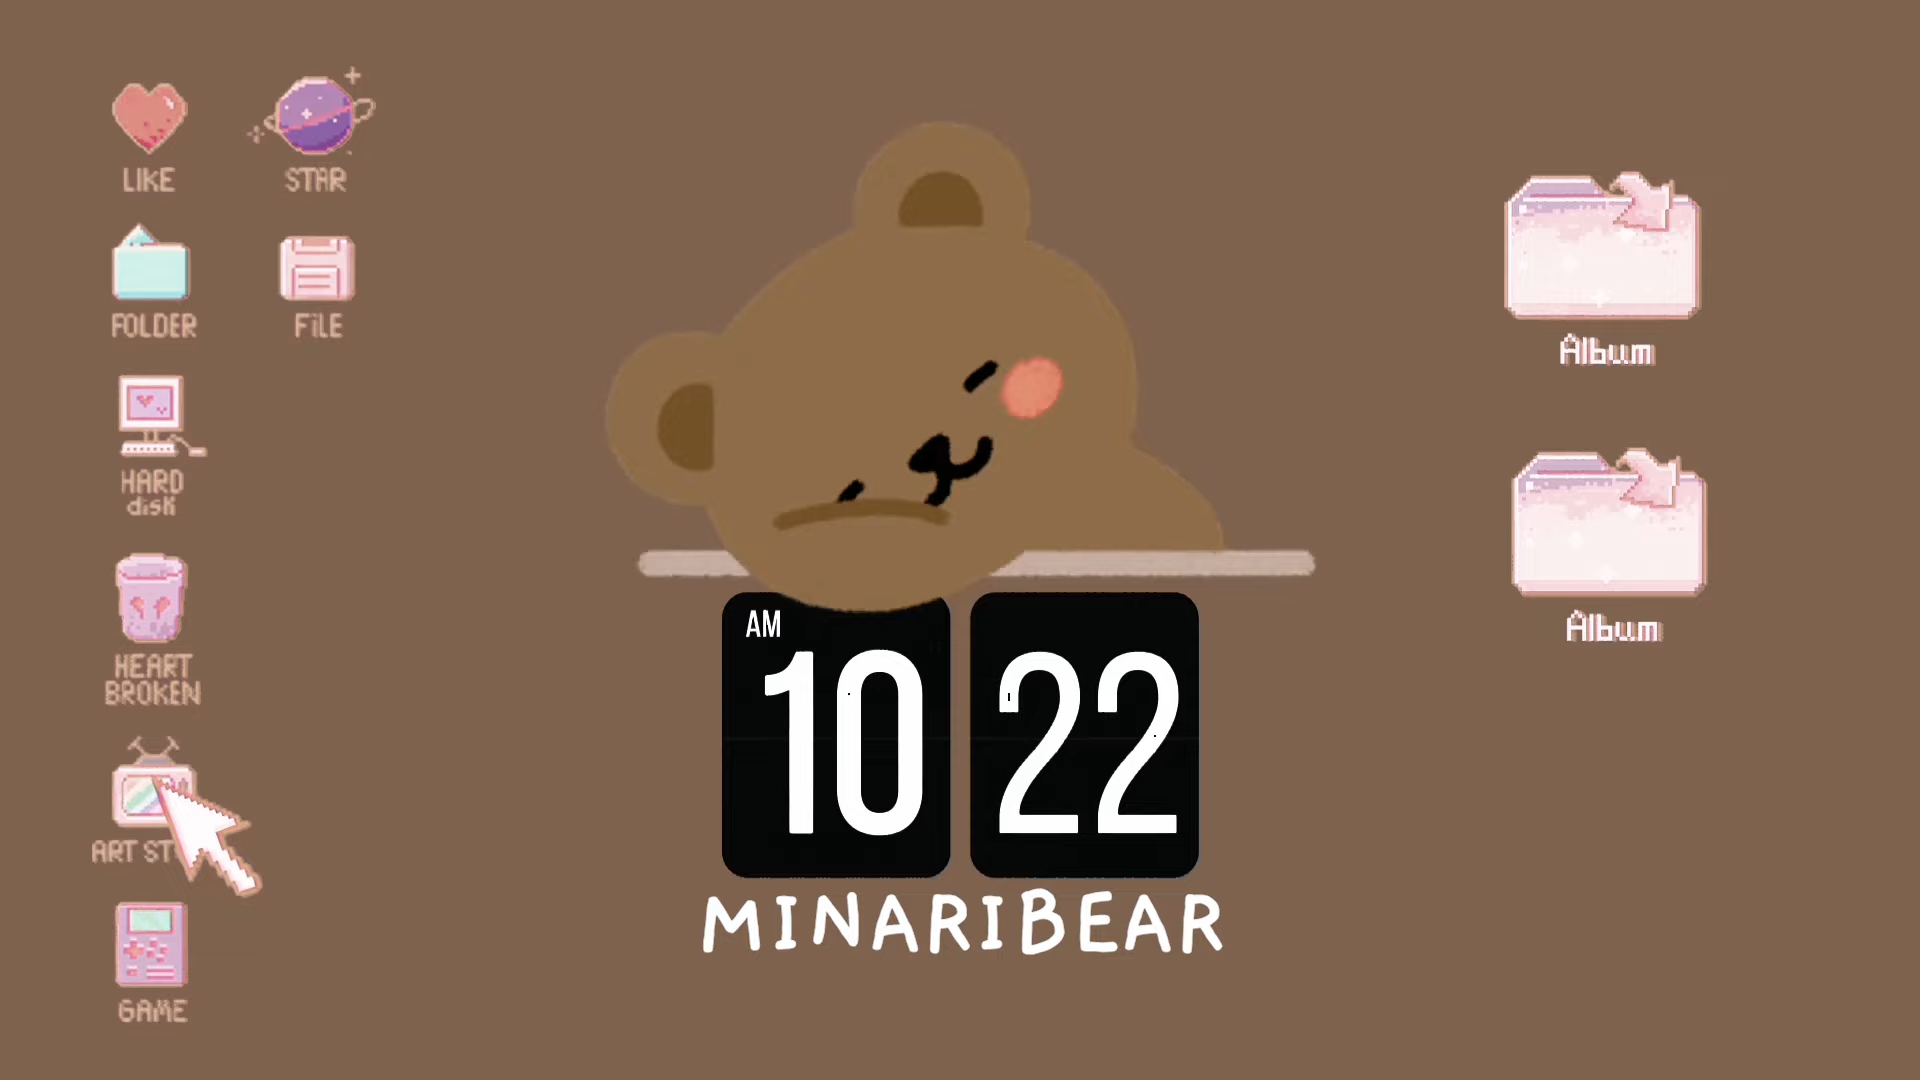 LIKE
STAR
FOLDER
FiLE
HARD
disK
HEART
BROKEN
ART ST
GAME
Album
Album
AM
10 22
MINARIBEAR